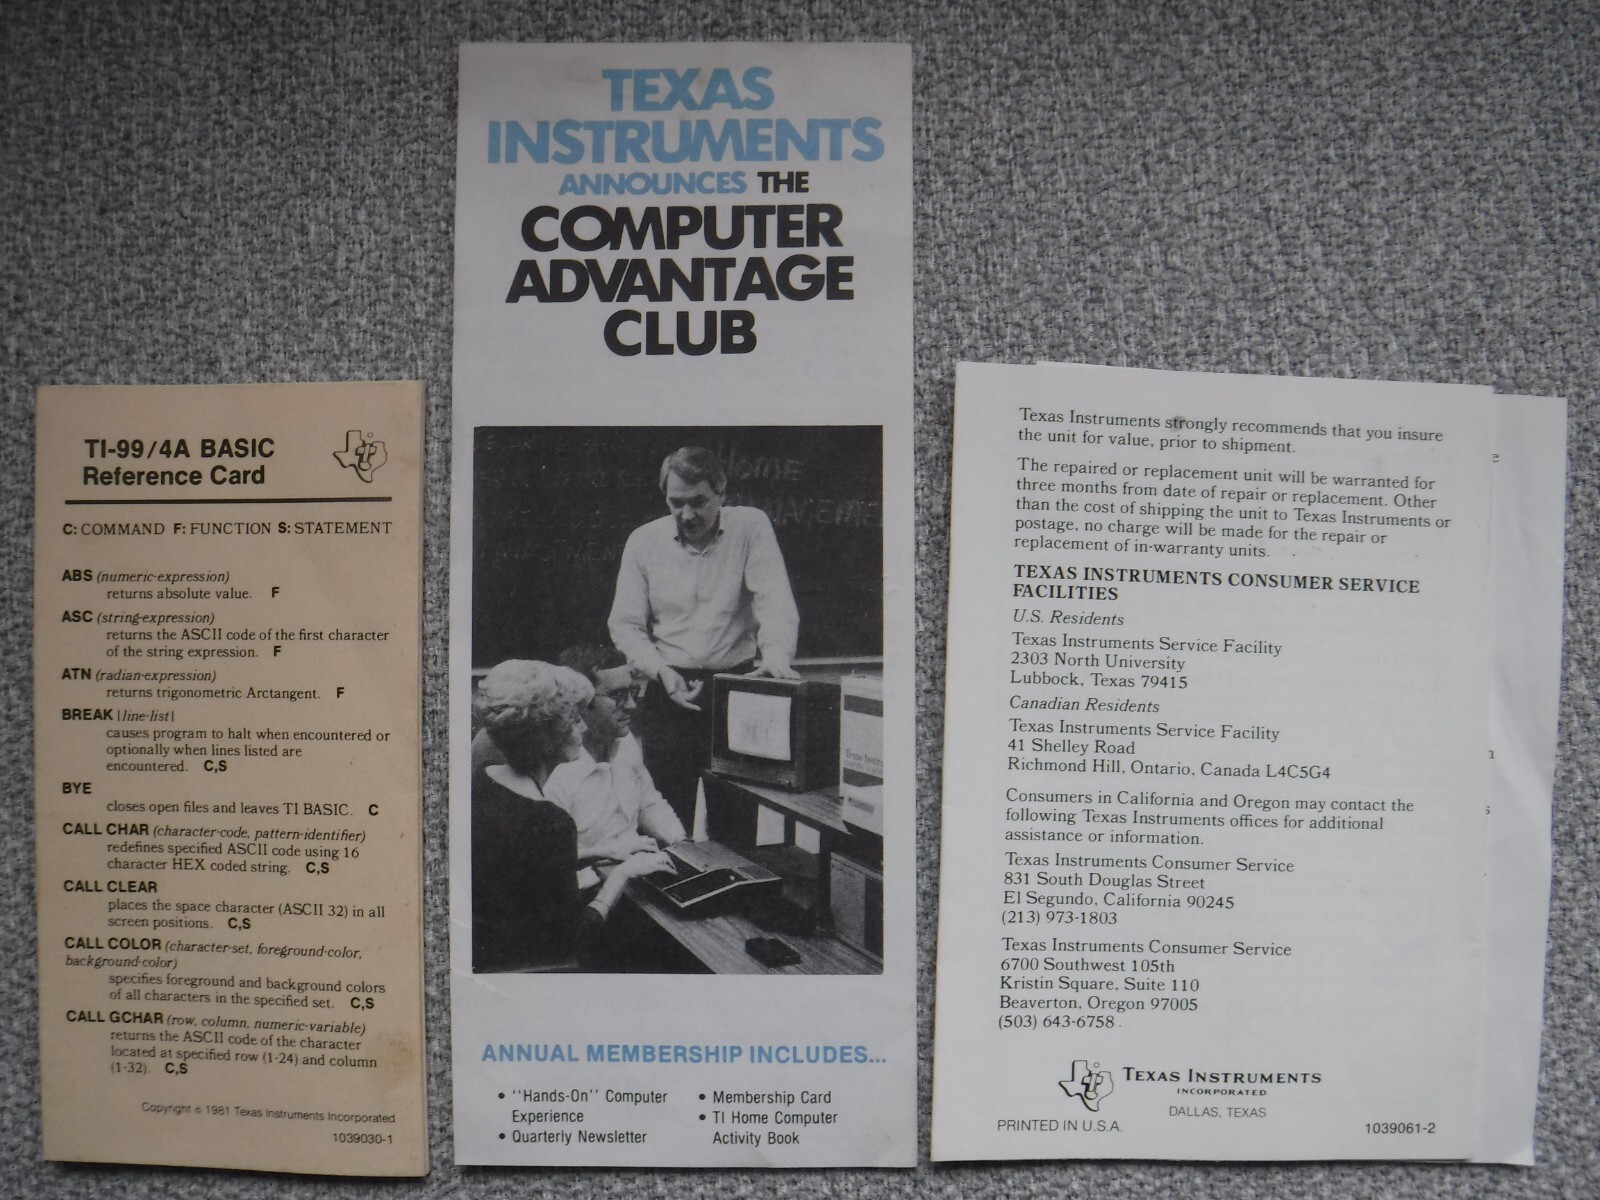 TI-99/4A BASIC
Reference Card
C: COMMAND F: FUNCTION S: STATEMENT
ABS (numeric-expression)
returns absolute value. F
ASC (string-expression)
returns the ASCII code of the first character
of the string expression. F
ATN (radian-expression)
returns trigonometric Arctangent. F
BREAK [line-list]
causes program to halt when encountered or
optionally when lines listed are
encountered. C,S
BYE
closes open files and leaves TI BASIC. C
CALL CHAR (character-code, pattern-identifier)
redefines specified ASCII code using 16
character HEX coded string. C,S
CALL CLEAR
places the space character (ASCII 32) in all
screen positions. C,S
CALL COLOR (character-set, foreground-color,
background-color)
specifies foreground and background colors
of all characters in the specified set. C,S
CALL GCHAR (row, column, numeric-variable)
returns the ASCII code of the character
located at specified row (1-24) and column
(1-32). C,S
Copyright © 1981 Texas Instruments Incorporated
1039030-1
TEXAS
INSTRUMENTS
ANNOUNCES THE
COMPUTER
ADVANTAGE
CLUB
HOME
MANAGEME
ANNUAL MEMBERSHIP INCLUDES...
• "Hands-On" Computer
Experience
• Quarterly Newsletter
• Membership Card
• TI Home Computer
Activity Book
Texas Instruments strongly recommends that you insure
the unit for value, prior to shipment.
The repaired or replacement unit will be warranted for
three months from date of repair or replacement. Other
than the cost of shipping the unit to Texas Instruments or
postage, no charge will be made for the repair or
replacement of in-warranty units.
TEXAS INSTRUMENTS CONSUMER SERVICE
FACILITIES
U.S. Residents
Texas Instruments Service Facility
2303 North University
Lubbock, Texas 79415
Canadian Residents
Texas Instruments Service Facility
41 Shelley Road
Richmond Hill, Ontario, Canada L4C5G4
Consumers in California and Oregon may contact the
following Texas Instruments offices for additional
assistance or information.
Texas Instruments Consumer Service
831 South Douglas Street
El Segundo, California 90245
(213) 973-1803
Texas Instruments Consumer Service
6700 Southwest 105th
Kristin Square, Suite 110
Beaverton, Oregon 97005
(503) 643-6758
TEXAS INSTRUMENTS
INCORPORATED
DALLAS, TEXAS
PRINTED IN U.S.A.
1039061-2